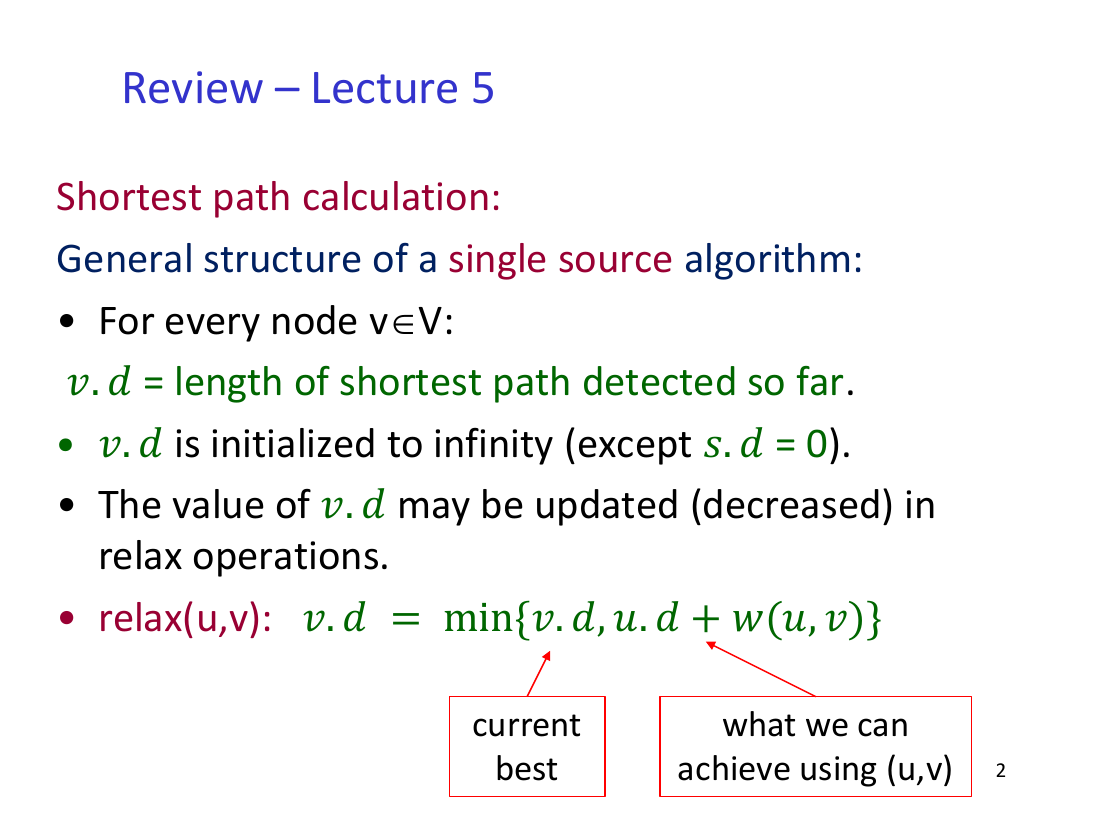 Review – Lecture 5
Shortest path calculation:
General structure of a single source algorithm:
• For every node v∈V:
𝑣.𝑑 = length of shortest path detected so far.
• 𝑣.𝑑 is initialized to infinity (except 𝑠.𝑑 = 0).
• The value of 𝑣.𝑑 may be updated (decreased) in
relax operations.
• relax(u,v): 𝑣.𝑑 = min{𝑣.𝑑, 𝑢.𝑑 + 𝑤(𝑢, 𝑣)}
current
best
what we can
achieve using (u,v)
2